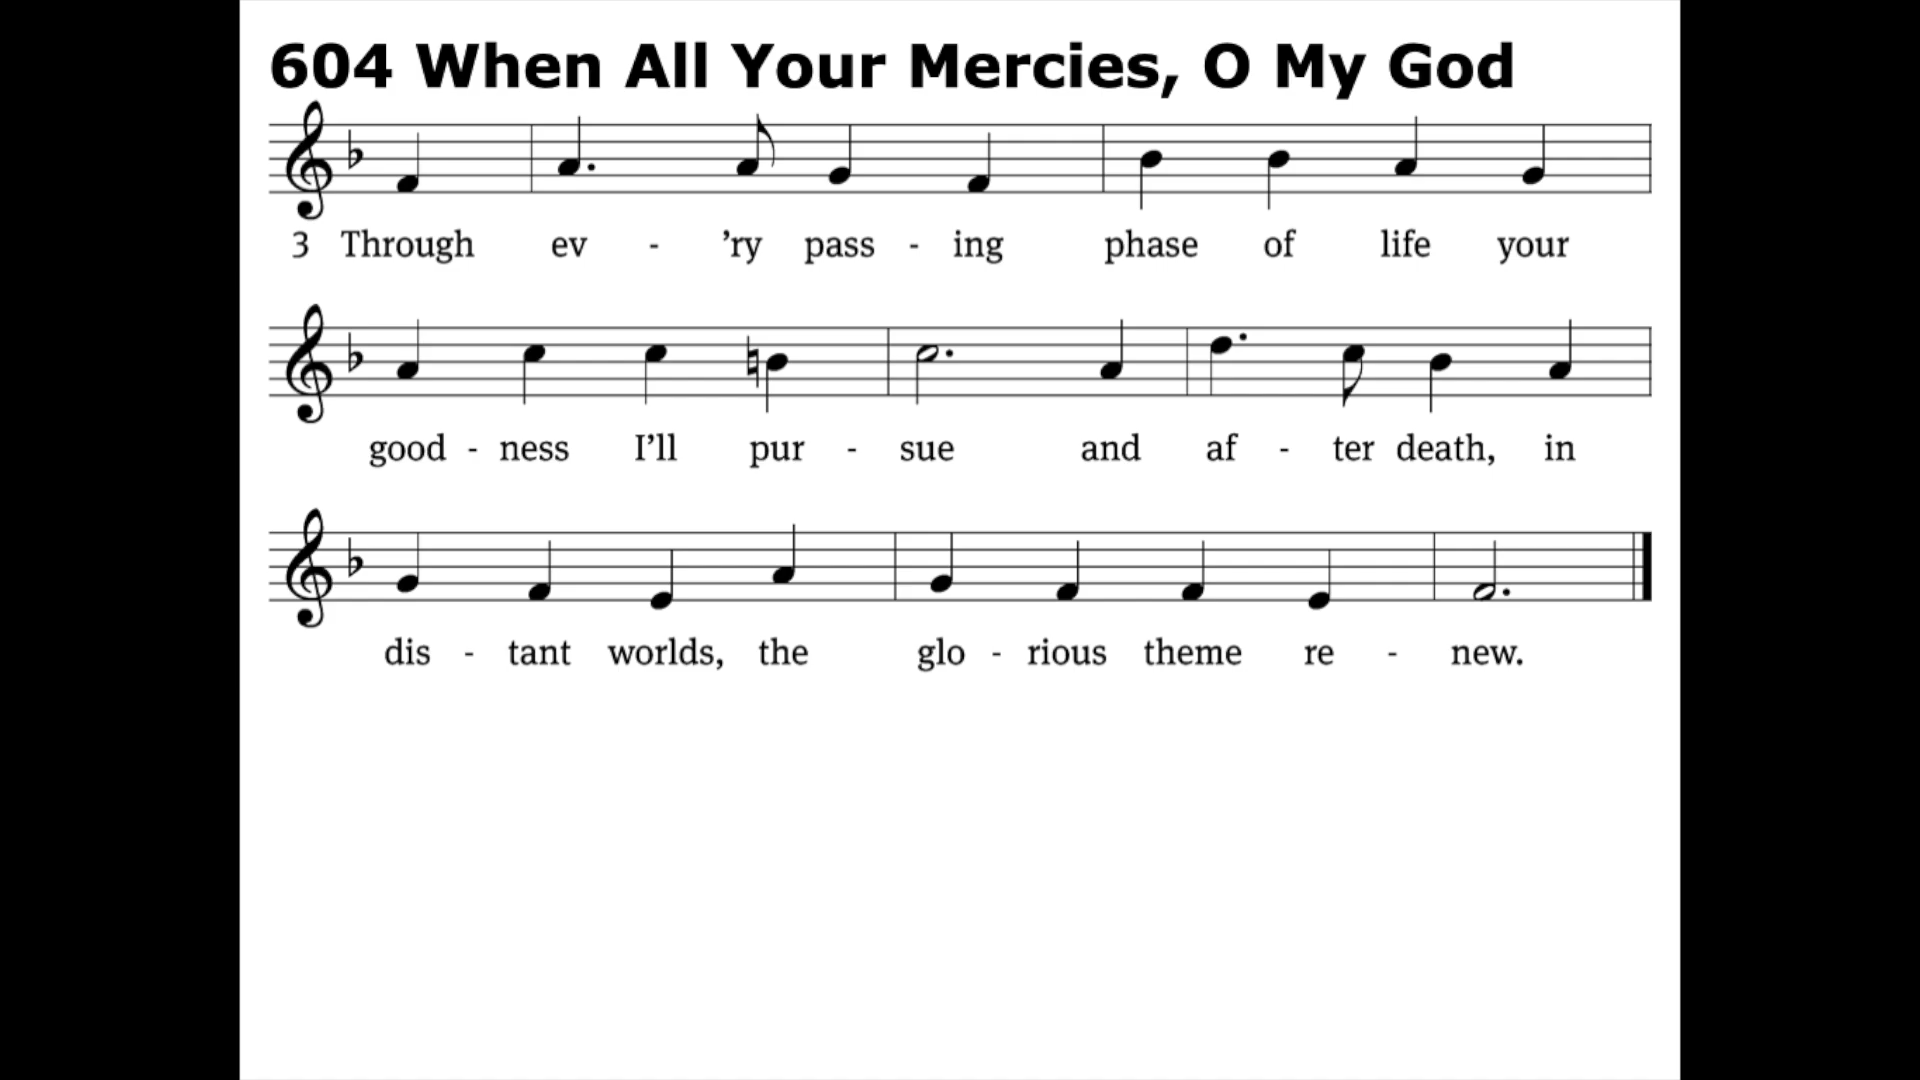 604 When All Your Mercies, O My God
3 Through ev - ’ry pass - ing phase of life your
good - ness I’ll pur - sue and af - ter death, in
dis - tant worlds, the glo - rious theme re - new.